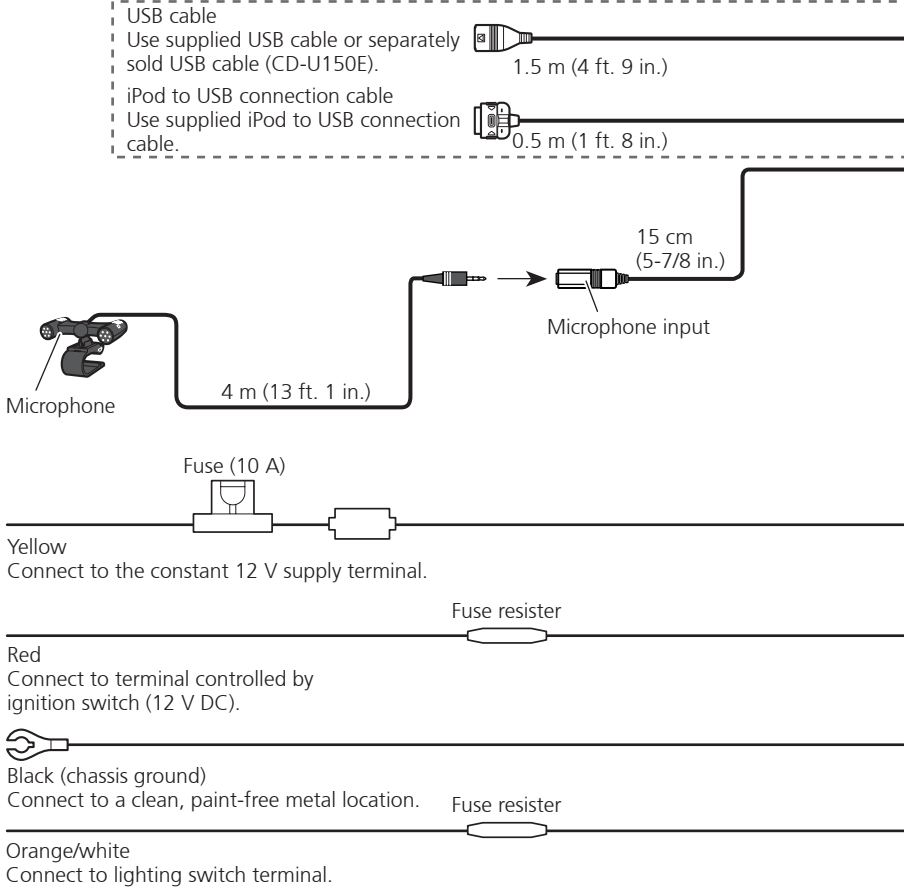 USB cable
Use supplied USB cable or separately
sold USB cable (CD-U150E).
1.5 m (4 ft. 9 in.)
iPod to USB connection cable
Use supplied iPod to USB connection
cable.
0.5 m (1 ft. 8 in.)
15 cm
(5-7/8 in.)
Microphone input
4 m (13 ft. 1 in.)
Microphone
Fuse (10 A)
Yellow
Connect to the constant 12 V supply terminal.
Fuse resister
Red
Connect to terminal controlled by
ignition switch (12 V DC).
Black (chassis ground)
Connect to a clean, paint-free metal location.
Fuse resister
Orange/white
Connect to lighting switch terminal.